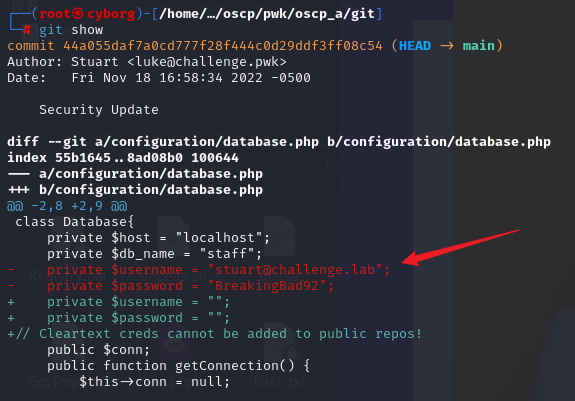 ┌──(root㉿cyborg)-[/home/…/oscp/pwk/oscp_a/git]
└─# git show
commit 44a055daf7a0cd777f28f444c0d29ddf3ff08c54 (HEAD -> main)
Author: Stuart <luke@challenge.pwk>
Date:   Fri Nov 18 16:58:34 2022 -0500

    Security Update

diff --git a/configuration/database.php b/configuration/database.php
index 55b1645..8ad08b0 100644
--- a/configuration/database.php
+++ b/configuration/database.php
@@ -2,8 +2,9 @@
 class Database{
     private $host = "localhost";
     private $db_name = "staff";
-    private $username = "stuart@challenge.lab";
-    private $password = "BreakingBad92";
+    private $username = "";
+    private $password = "";
+// Cleartext creds cannot be added to public repos!
     public $conn;
     public function getConnection() {
         $this->conn = null;
hash.txt